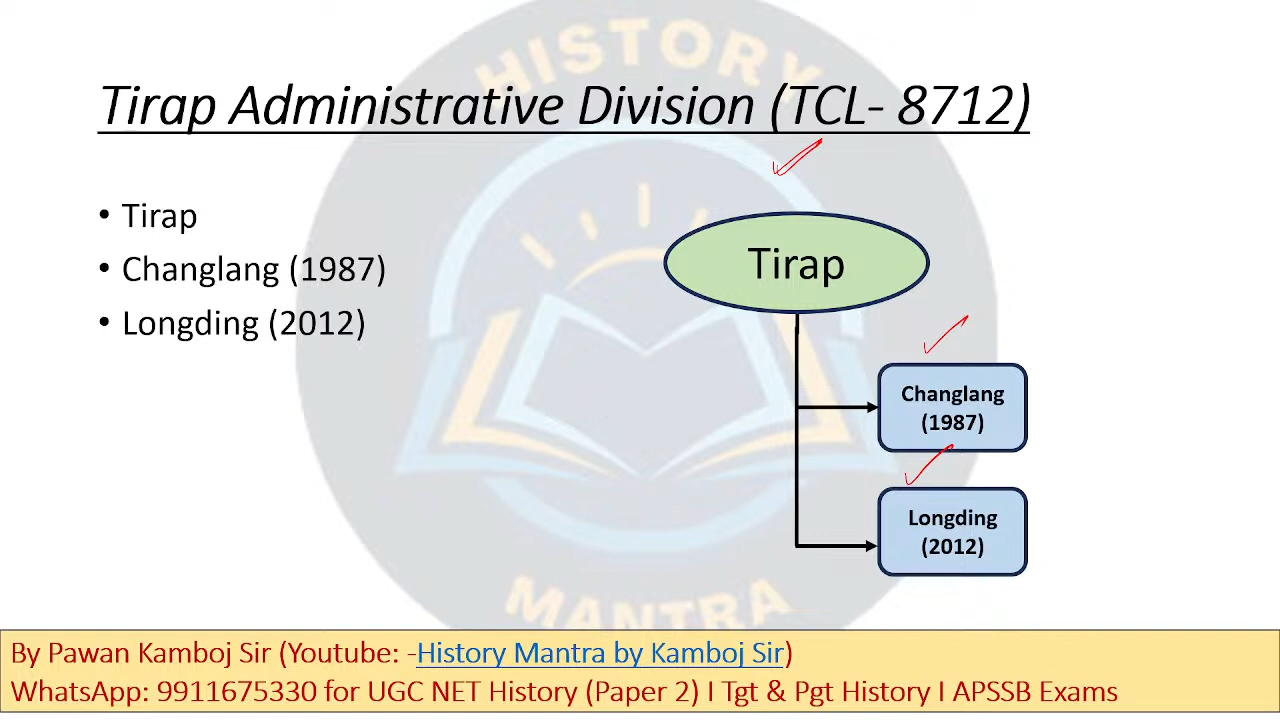 HISTORY
Tirap Administrative Division (TCL- 8712)
• Tirap
• Changlang (1987)
• Longding (2012)
Tirap
Changlang
(1987)
Longding
(2012)
MANTRA
By Pawan Kamboj Sir (Youtube: -History Mantra by Kamboj Sir)
WhatsApp: 9911675330 for UGC NET History (Paper 2) I Tgt & Pgt History I APSSB Exams